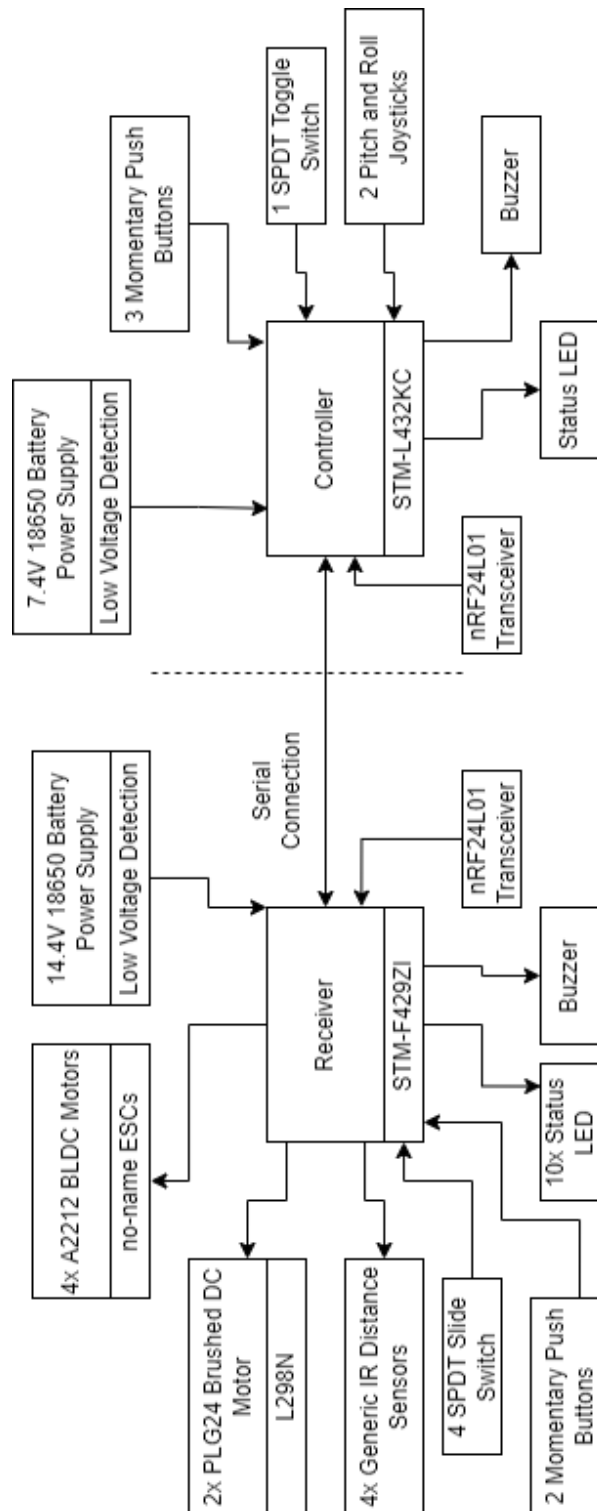 4x A2212 BLDC Motors
no-name ESCs
14.4V 18650 Battery
Power Supply
Low Voltage Detection
7.4V 18650 Battery
Power Supply
Low Voltage Detection
3 Momentary Push
Buttons
2x PLG24 Brushed DC
Motor
L298N
Receiver
STM-F429ZI
Serial
Connection
Controller
STM-L432KC
1 SPDT Toggle
Switch
2 Pitch and Roll
Joysticks
4x Generic IR Distance
Sensors
4 SPDT Slide
Switch
2 Momentary Push
Buttons
10x Status
LED
Buzzer
nRF24L01
Transceiver
nRF24L01
Transceiver
Status LED
Buzzer